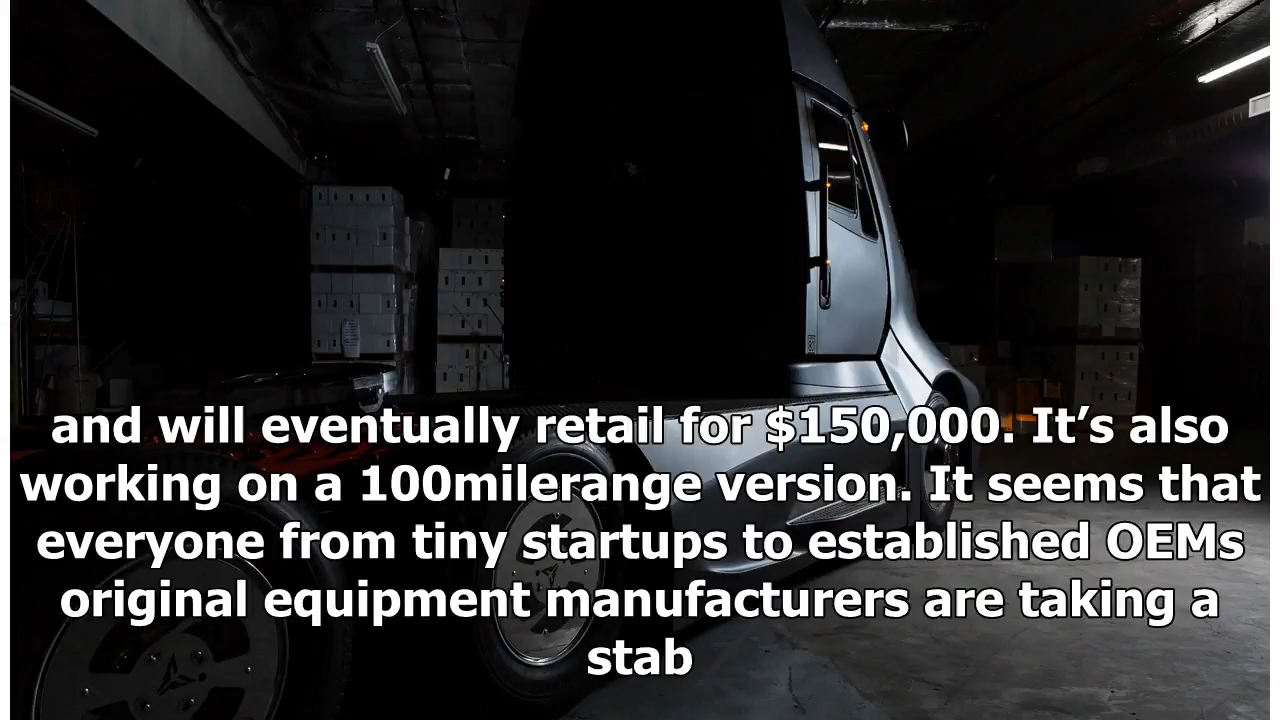 and will eventually retail for $150,000. It’s also
working on a 100milerange version. It seems that
everyone from tiny startups to established OEMs
original equipment manufacturers are taking a
stab